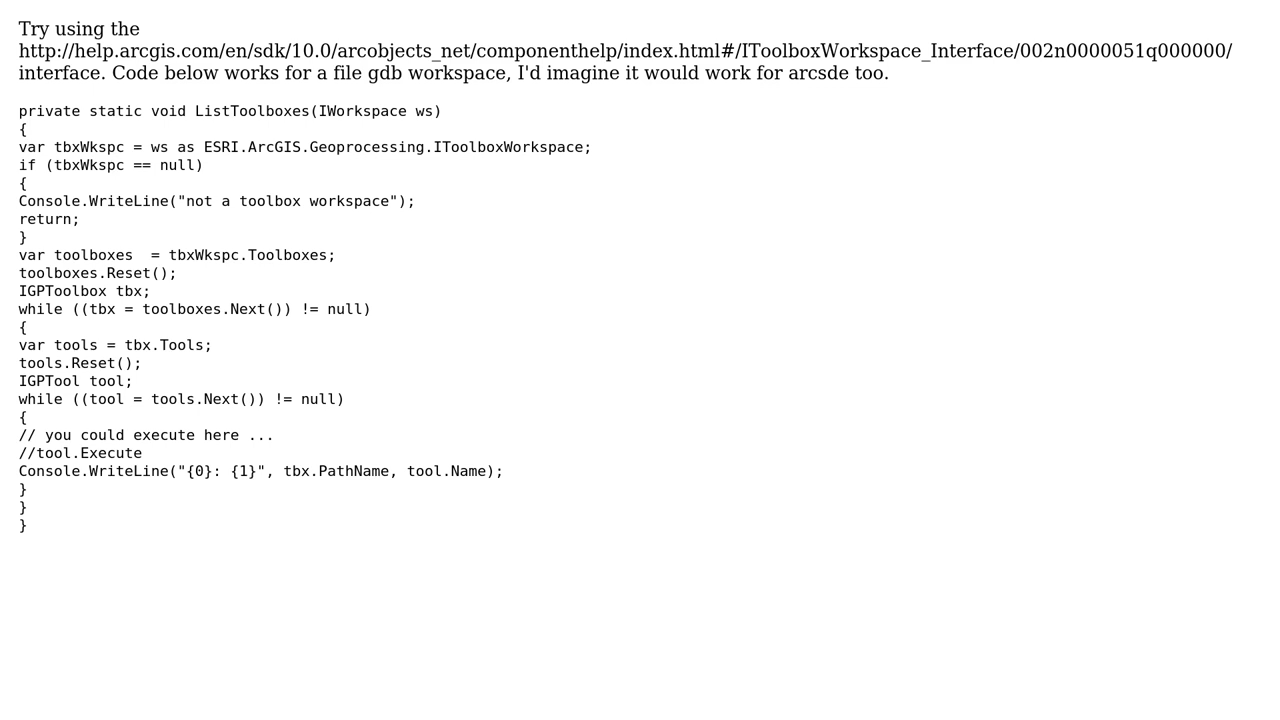 Try using the
http://help.arcgis.com/en/sdk/10.0/arcobjects_net/componenthelp/index.html#/IToolboxWorkspace_Interface/002n0000051q000000/
interface. Code below works for a file gdb workspace, I'd imagine it would work for arcsde too.
private static void ListToolboxes(IWorkspace ws)
{
var tbxWkspc = ws as ESRI.ArcGIS.Geoprocessing.IToolboxWorkspace;
if (tbxWkspc == null)
{
Console.WriteLine("not a toolbox workspace");
return;
}
var toolboxes  = tbxWkspc.Toolboxes;
toolboxes.Reset();
IGPToolbox tbx;
while ((tbx = toolboxes.Next()) != null)
{
var tools = tbx.Tools;
tools.Reset();
IGPTool tool;
while ((tool = tools.Next()) != null)
{
// you could execute here ...
//tool.Execute
Console.WriteLine("{0}: {1}", tbx.PathName, tool.Name);
}
}
}